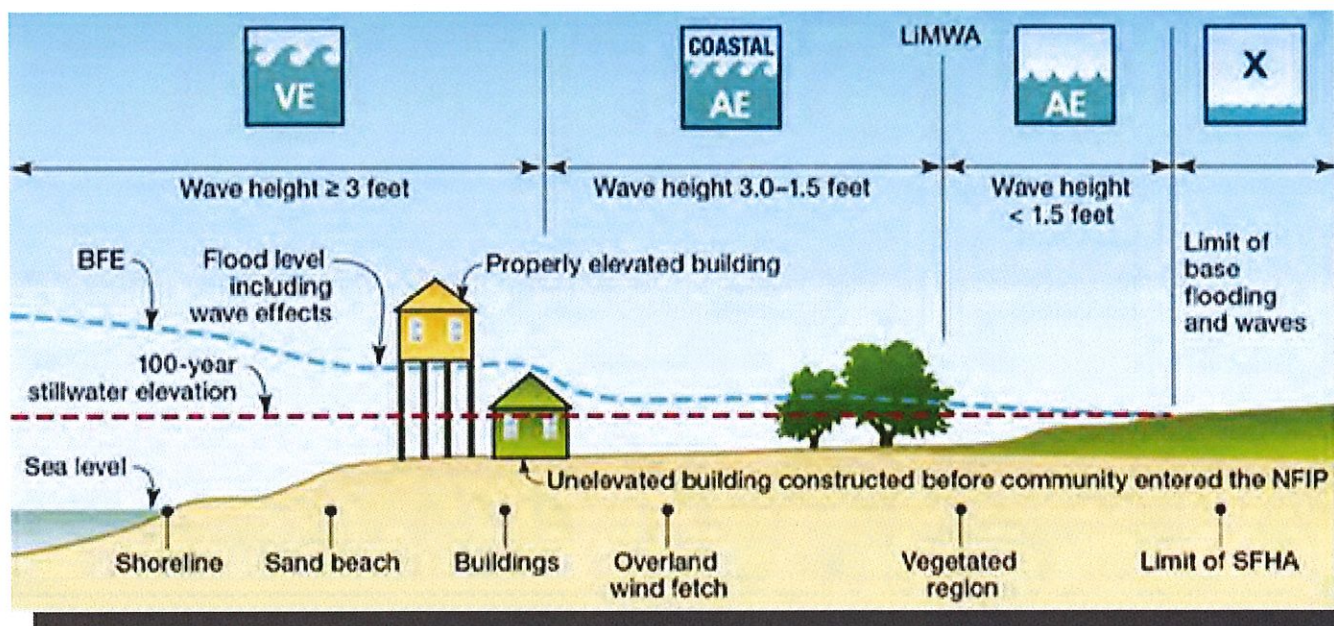 VE
COASTAL
AE
LiMWA
AE
X
Wave height ≥ 3 feet
Wave height 3.0–1.5 feet
Wave height
< 1.5 feet
BFE
Flood level
including
wave effects
Properly elevated building
Limit of
base
flooding
and waves
100-year
stillwater elevation
Sea level
Unelevated building constructed before community entered the NFIP
Shoreline
Sand beach
Buildings
Overland
wind fetch
Vegetated
region
Limit of SFHA